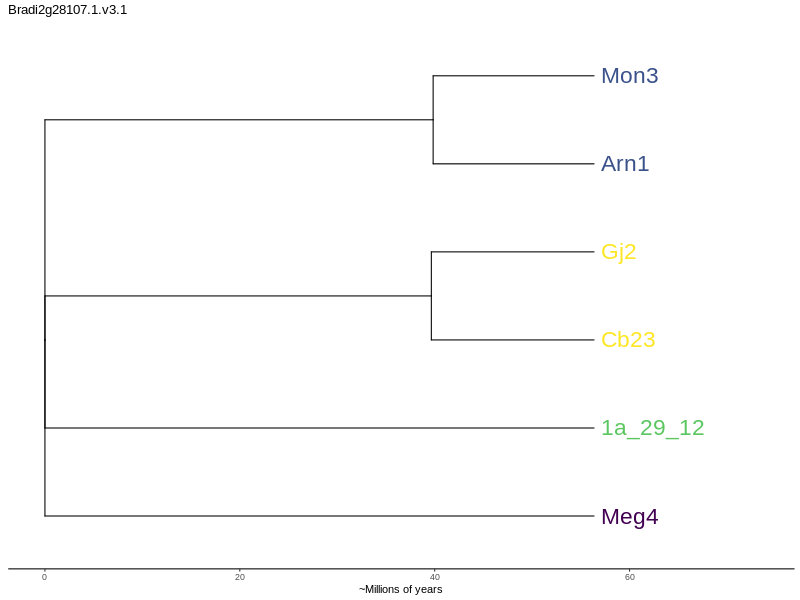 Bradi2g28107.1.v3.1
Mon3
Arn1
Gj2
Cb23
1a_29_12
Meg4
0 20 40 60
~Millions of years